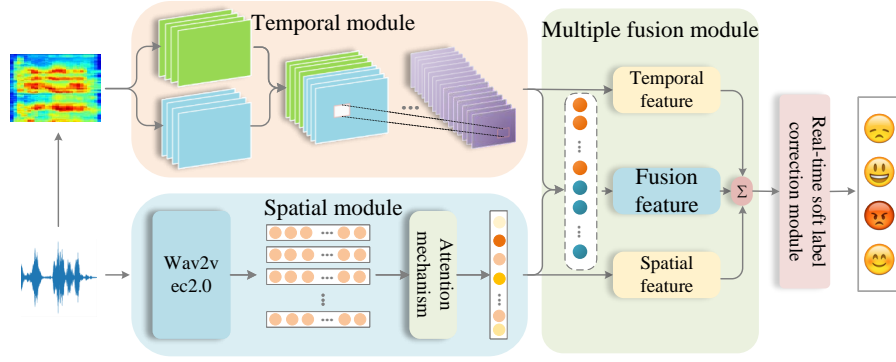 Temporal module
Multiple fusion module
Temporal
feature
Fusion
feature
Σ
Spatial
feature
Real-time soft label
correction module
Spatial module
Wav2v
ec2.0
Attention
mechanism